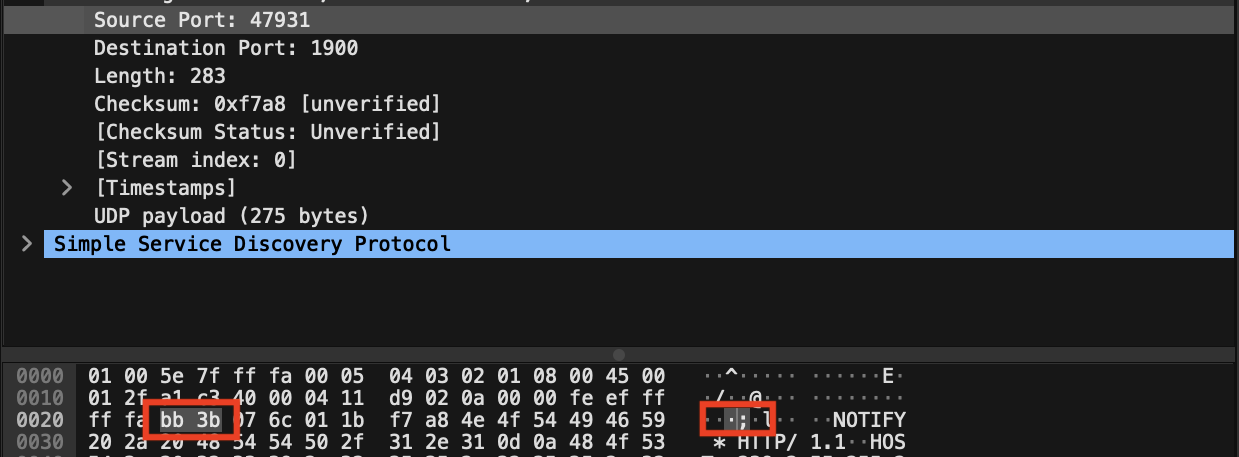 Source Port: 47931
Destination Port: 1900
Length: 283
Checksum: 0xf7a8 [unverified]
[Checksum Status: Unverified]
[Stream index: 0]
[Timestamps]
UDP payload (275 bytes)
Simple Service Discovery Protocol
0000 01 00 5e 7f ff fa 00 05 04 03 02 01 08 00 45 00 ··^····· ······E·
0010 01 2f a1 c3 40 00 04 11 d9 02 0a 00 00 fe ef ff ·/··@··· ········
0020 ff fa bb 3b 07 6c 01 1b f7 a8 4e 4f 54 49 46 59 ···;·l·· ··NOTIFY
0030 20 2a 20 48 54 54 50 2f 31 2e 31 0d 0a 48 4f 53 * HTTP/ 1.1··HOS